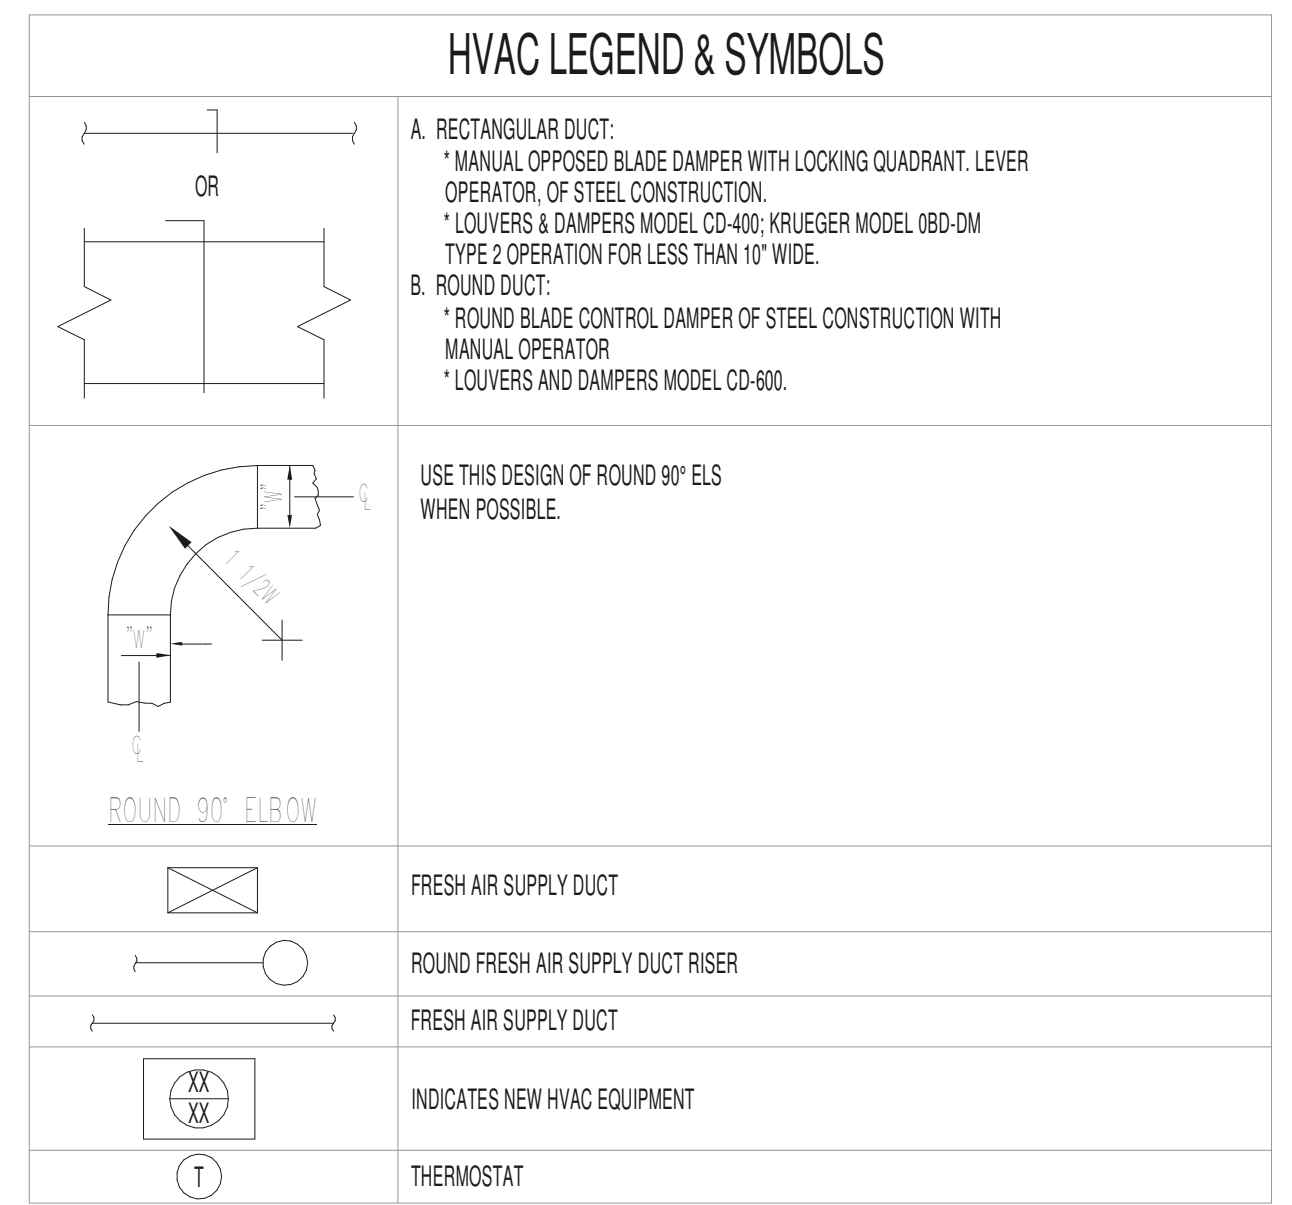 HVAC LEGEND & SYMBOLS
OR
A. RECTANGULAR DUCT:
* MANUAL OPPOSED BLADE DAMPER WITH LOCKING QUADRANT. LEVER
OPERATOR, OF STEEL CONSTRUCTION.
* LOUVERS & DAMPERS MODEL CD-400; KRUEGER MODEL 0BD-DM
TYPE 2 OPERATION FOR LESS THAN 10" WIDE.
B. ROUND DUCT:
* ROUND BLADE CONTROL DAMPER OF STEEL CONSTRUCTION WITH
MANUAL OPERATOR
* LOUVERS AND DAMPERS MODEL CD-600.
"W"
℄
1 1/2W
"W"
℄
ROUND 90° ELBOW
USE THIS DESIGN OF ROUND 90° ELS
WHEN POSSIBLE.
FRESH AIR SUPPLY DUCT
ROUND FRESH AIR SUPPLY DUCT RISER
FRESH AIR SUPPLY DUCT
XX
XX
INDICATES NEW HVAC EQUIPMENT
T
THERMOSTAT